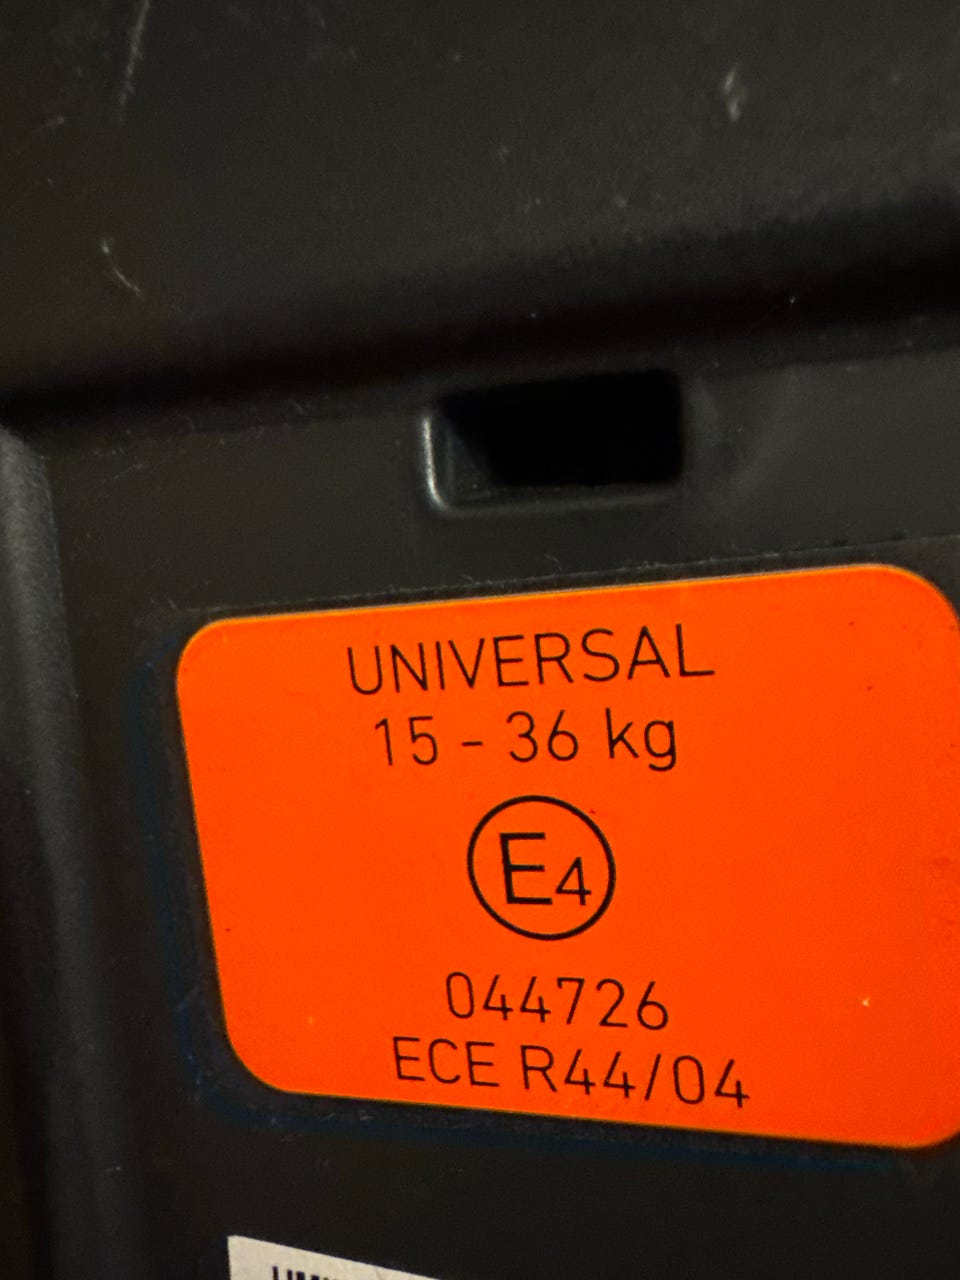 UNIVERSAL
15 - 36 kg
E4
044726
ECE R44/04